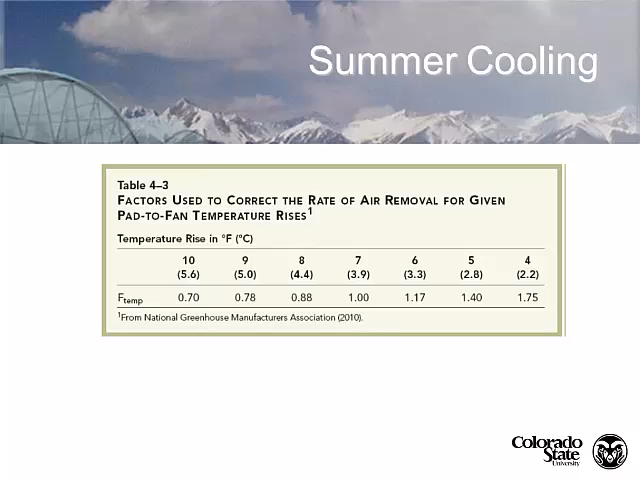 Summer Cooling
Table 4–3
Factors Used to Correct the Rate of Air Removal for Given
Pad-to-Fan Temperature Rises1
Temperature Rise in °F (°C)
10 9 8 7 6 5 4
(5.6) (5.0) (4.4) (3.9) (3.3) (2.8) (2.2)
Ftemp 0.70 0.78 0.88 1.00 1.17 1.40 1.75
1From National Greenhouse Manufacturers Association (2010).
Colorado
State
University